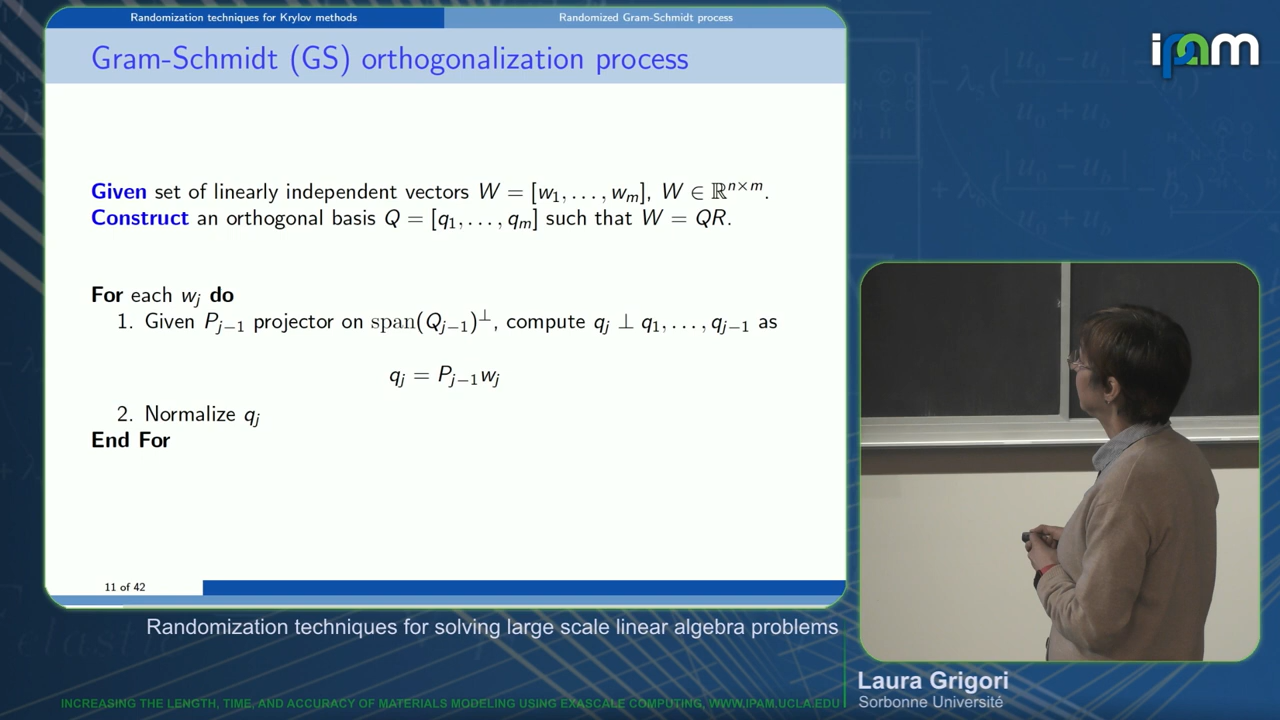 Randomization techniques for Krylov methods
Randomized Gram-Schmidt process
Gram-Schmidt (GS) orthogonalization process
ipam
Given set of linearly independent vectors W = [w₁, . . . , wₘ], W ∈ ℝⁿˣᵐ.
Construct an orthogonal basis Q = [q₁, . . . , qₘ] such that W = QR.
For each wⱼ do
1. Given Pⱼ₋₁ projector on span(Qⱼ₋₁)⊥, compute qⱼ ⊥ q₁, . . . , qⱼ₋₁ as
qⱼ = Pⱼ₋₁wⱼ
2. Normalize qⱼ
End For
11 of 42
Randomization techniques for solving large scale linear algebra problems
Laura Grigori
Sorbonne Université
INCREASING THE LENGTH, TIME, AND ACCURACY OF MATERIALS MODELING USING EXASCALE COMPUTING, WWW.IPAM.UCLA.EDU